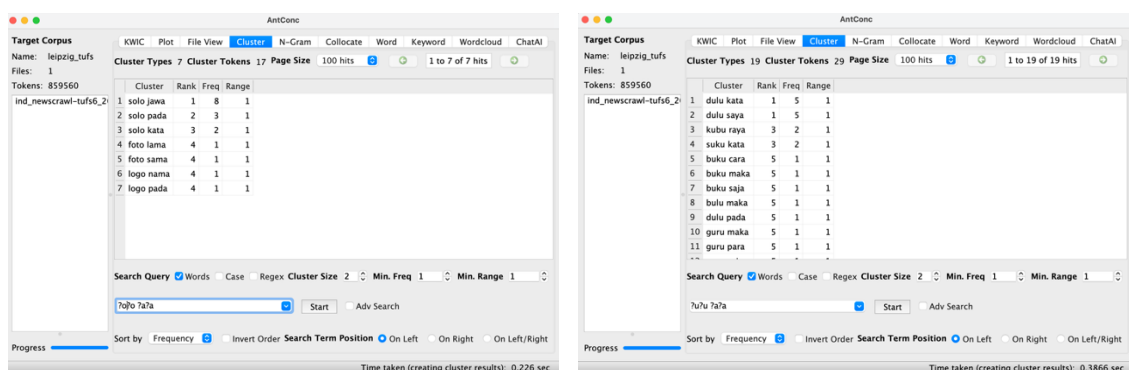 AntConc
Target Corpus
Name: leipzig_tufs
Files: 1
Tokens: 859560
ind_newscrawl-tufs6_2
Progress
KWIC Plot File View Cluster N-Gram Collocate Word Keyword Wordcloud ChatAI
Cluster Types 7 Cluster Tokens 17 Page Size 100 hits 1 to 7 of 7 hits
Cluster Rank Freq Range
1 solo jawa 1 8 1
2 solo pada 2 3 1
3 solo kata 3 2 1
4 foto lama 4 1 1
5 foto sama 4 1 1
6 logo nama 4 1 1
7 logo pada 4 1 1
Search Query Words Case Regex Cluster Size 2 Min. Freq 1 Min. Range 1
?o?o ?a?a Start Adv Search
Sort by Frequency Invert Order Search Term Position On Left On Right On Left/Right
Time taken (creating cluster results): 0.226 sec
AntConc
Target Corpus
Name: leipzig_tufs
Files: 1
Tokens: 859560
ind_newscrawl-tufs6_2
Progress
KWIC Plot File View Cluster N-Gram Collocate Word Keyword Wordcloud ChatAI
Cluster Types 19 Cluster Tokens 29 Page Size 100 hits 1 to 19 of 19 hits
Cluster Rank Freq Range
1 dulu kata 1 5 1
2 dulu saya 1 5 1
3 kubu raya 3 2 1
4 suku kata 3 2 1
5 buku cara 5 1 1
6 buku maka 5 1 1
7 buku saja 5 1 1
8 bulu maka 5 1 1
9 dulu pada 5 1 1
10 guru maka 5 1 1
11 guru para 5 1 1
Search Query Words Case Regex Cluster Size 2 Min. Freq 1 Min. Range 1
?u?u ?a?a Start Adv Search
Sort by Frequency Invert Order Search Term Position On Left On Right On Left/Right
Time taken (creating cluster results): 0.3866 sec